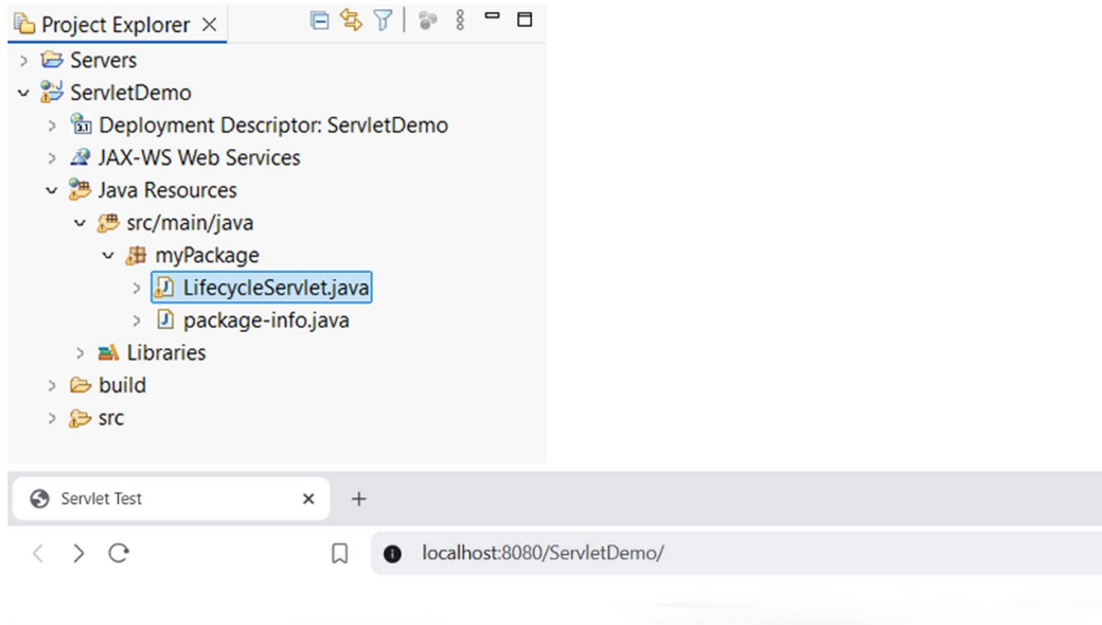 Project Explorer
Servers
ServletDemo
Deployment Descriptor: ServletDemo
JAX-WS Web Services
Java Resources
src/main/java
myPackage
LifecycleServlet.java
package-info.java
Libraries
build
src
Servlet Test
localhost:8080/ServletDemo/